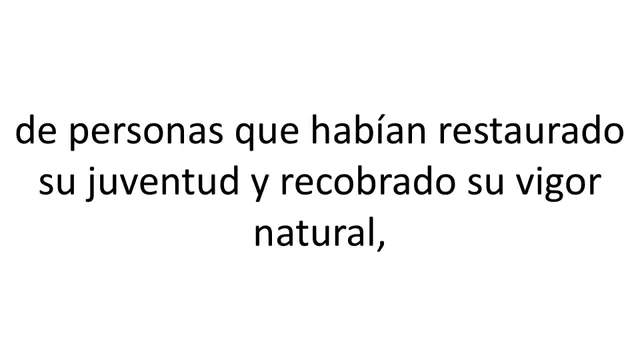 de personas que habían restaurado
su juventud y recobrado su vigor
natural,